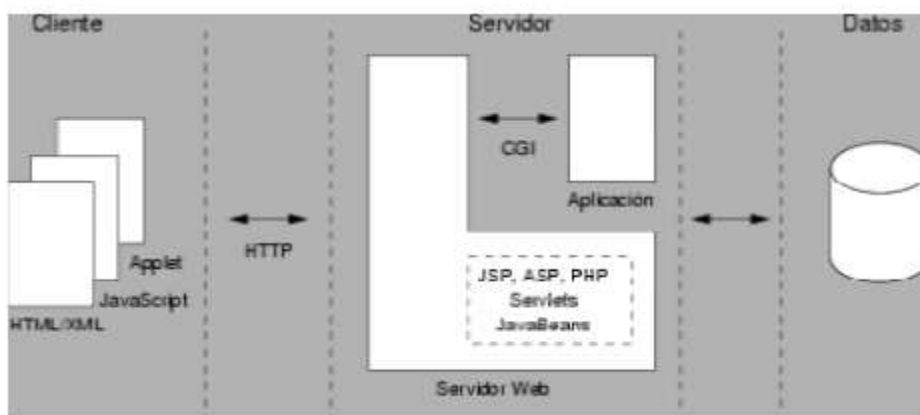 Cliente
Servidor
Datos
CGI
Aplicación
HTTP
Applet
JavaScript
HTML/XML
JSP, ASP, PHP
Servlets
JavaBeans
Servidor Web